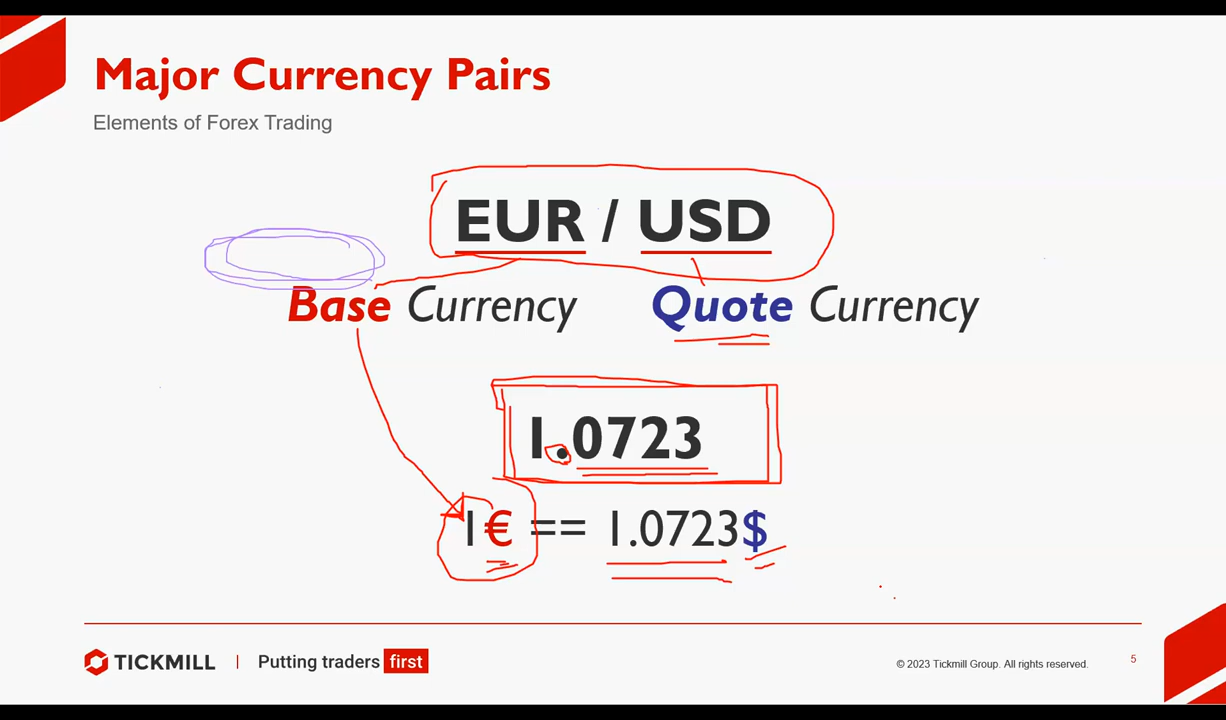 Major Currency Pairs
Elements of Forex Trading
EUR / USD
Base Currency
Quote Currency
1.0723
1€ == 1.0723$
TICKMILL | Putting traders first
© 2023 Tickmill Group. All rights reserved.
5